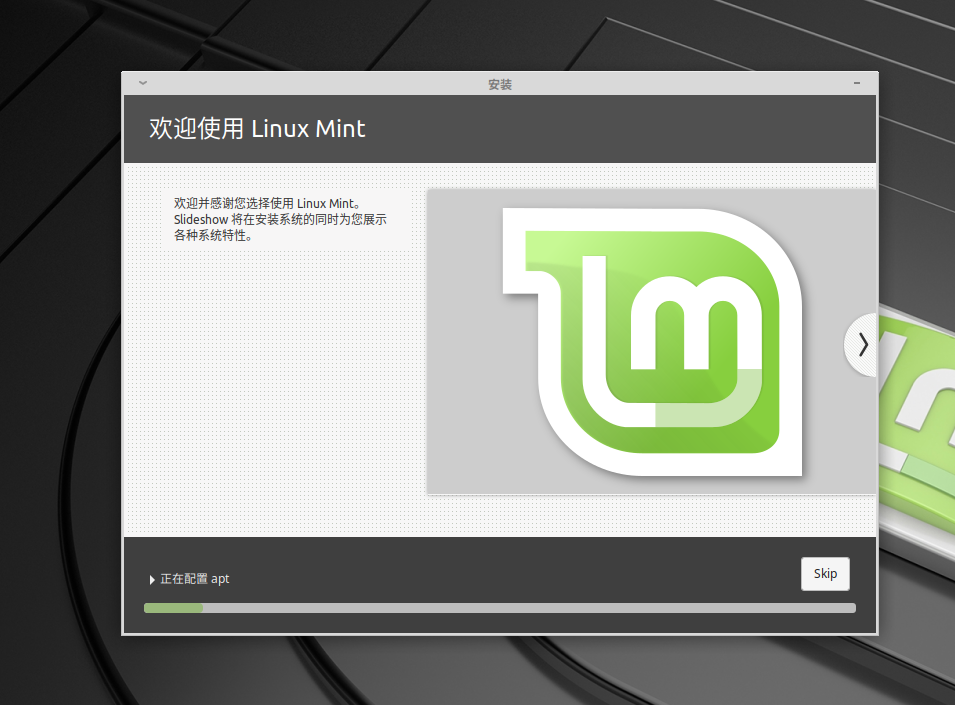 安装
欢迎使用 Linux Mint
欢迎并感谢您选择使用 Linux Mint。
Slideshow 将在安装系统的同时为您展示
各种系统特性。
正在配置 apt
Skip